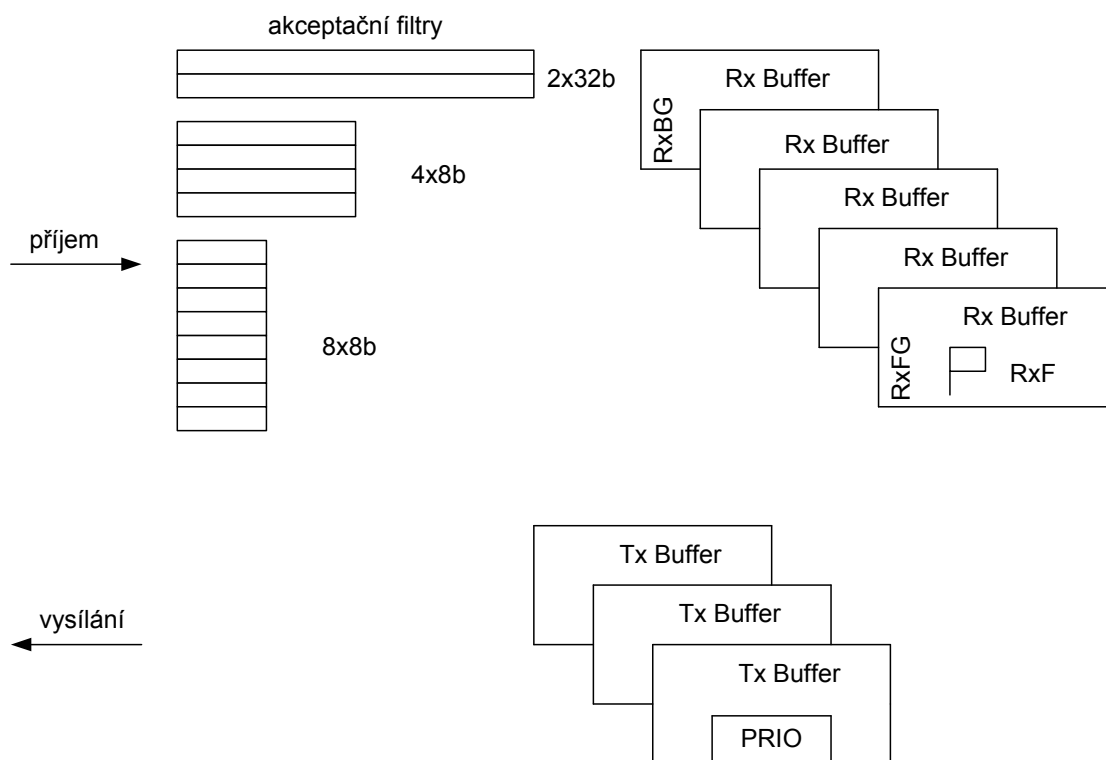 akceptační filtry
2x32b
4x8b
8x8b
příjem
RxBG
Rx Buffer
Rx Buffer
Rx Buffer
Rx Buffer
Rx Buffer
RxFG
RxF
vysílání
Tx Buffer
Tx Buffer
Tx Buffer
PRIO